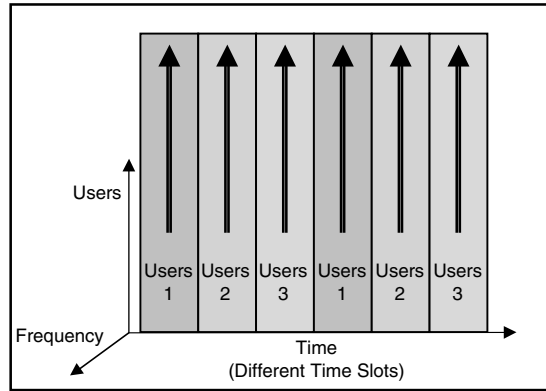 Users
Users Users Users Users Users Users
1 2 3 1 2 3
Frequency
Time
(Different Time Slots)